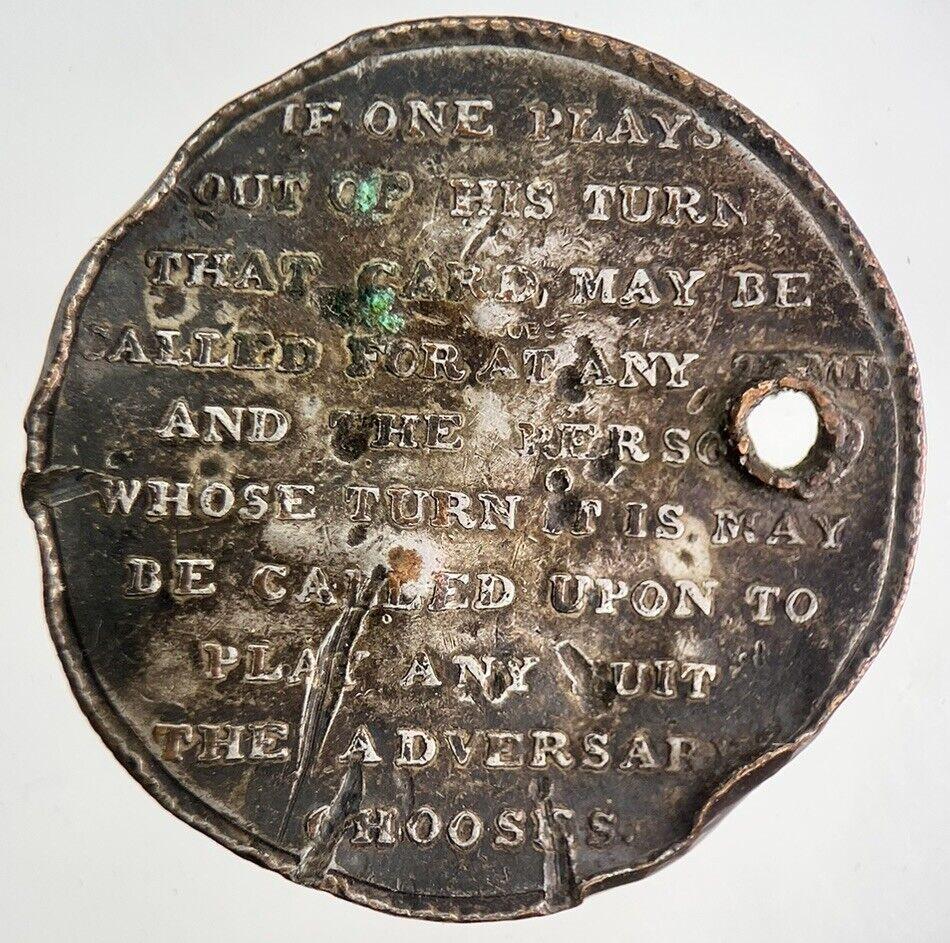 IF ONE PLAYS
OUT OF HIS TURN
THAT CARD, MAY BE
CALLED FOR AT ANY TIME
AND THE
WHOSE TURN IT IS MAY
BE CALLED UPON TO
PLAY ANY SUIT
THE ADVERSARY
CHOOSES.